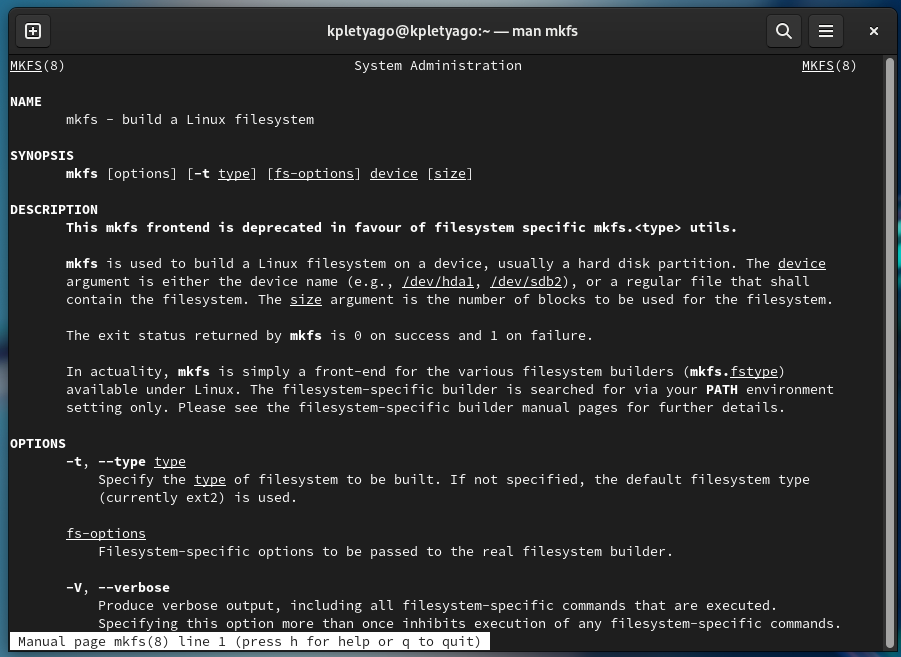 kpletyago@kpletyago:~ — man mkfs
MKFS(8) System Administration MKFS(8)
NAME
mkfs - build a Linux filesystem
SYNOPSIS
mkfs [options] [-t type] [fs-options] device [size]
DESCRIPTION
This mkfs frontend is deprecated in favour of filesystem specific mkfs.<type> utils.
mkfs is used to build a Linux filesystem on a device, usually a hard disk partition. The device
argument is either the device name (e.g., /dev/hda1, /dev/sdb2), or a regular file that shall
contain the filesystem. The size argument is the number of blocks to be used for the filesystem.
The exit status returned by mkfs is 0 on success and 1 on failure.
In actuality, mkfs is simply a front-end for the various filesystem builders (mkfs.fstype)
available under Linux. The filesystem-specific builder is searched for via your PATH environment
setting only. Please see the filesystem-specific builder manual pages for further details.
OPTIONS
-t, --type type
Specify the type of filesystem to be built. If not specified, the default filesystem type
(currently ext2) is used.
fs-options
Filesystem-specific options to be passed to the real filesystem builder.
-V, --verbose
Produce verbose output, including all filesystem-specific commands that are executed.
Specifying this option more than once inhibits execution of any filesystem-specific commands.
Manual page mkfs(8) line 1 (press h for help or q to quit)